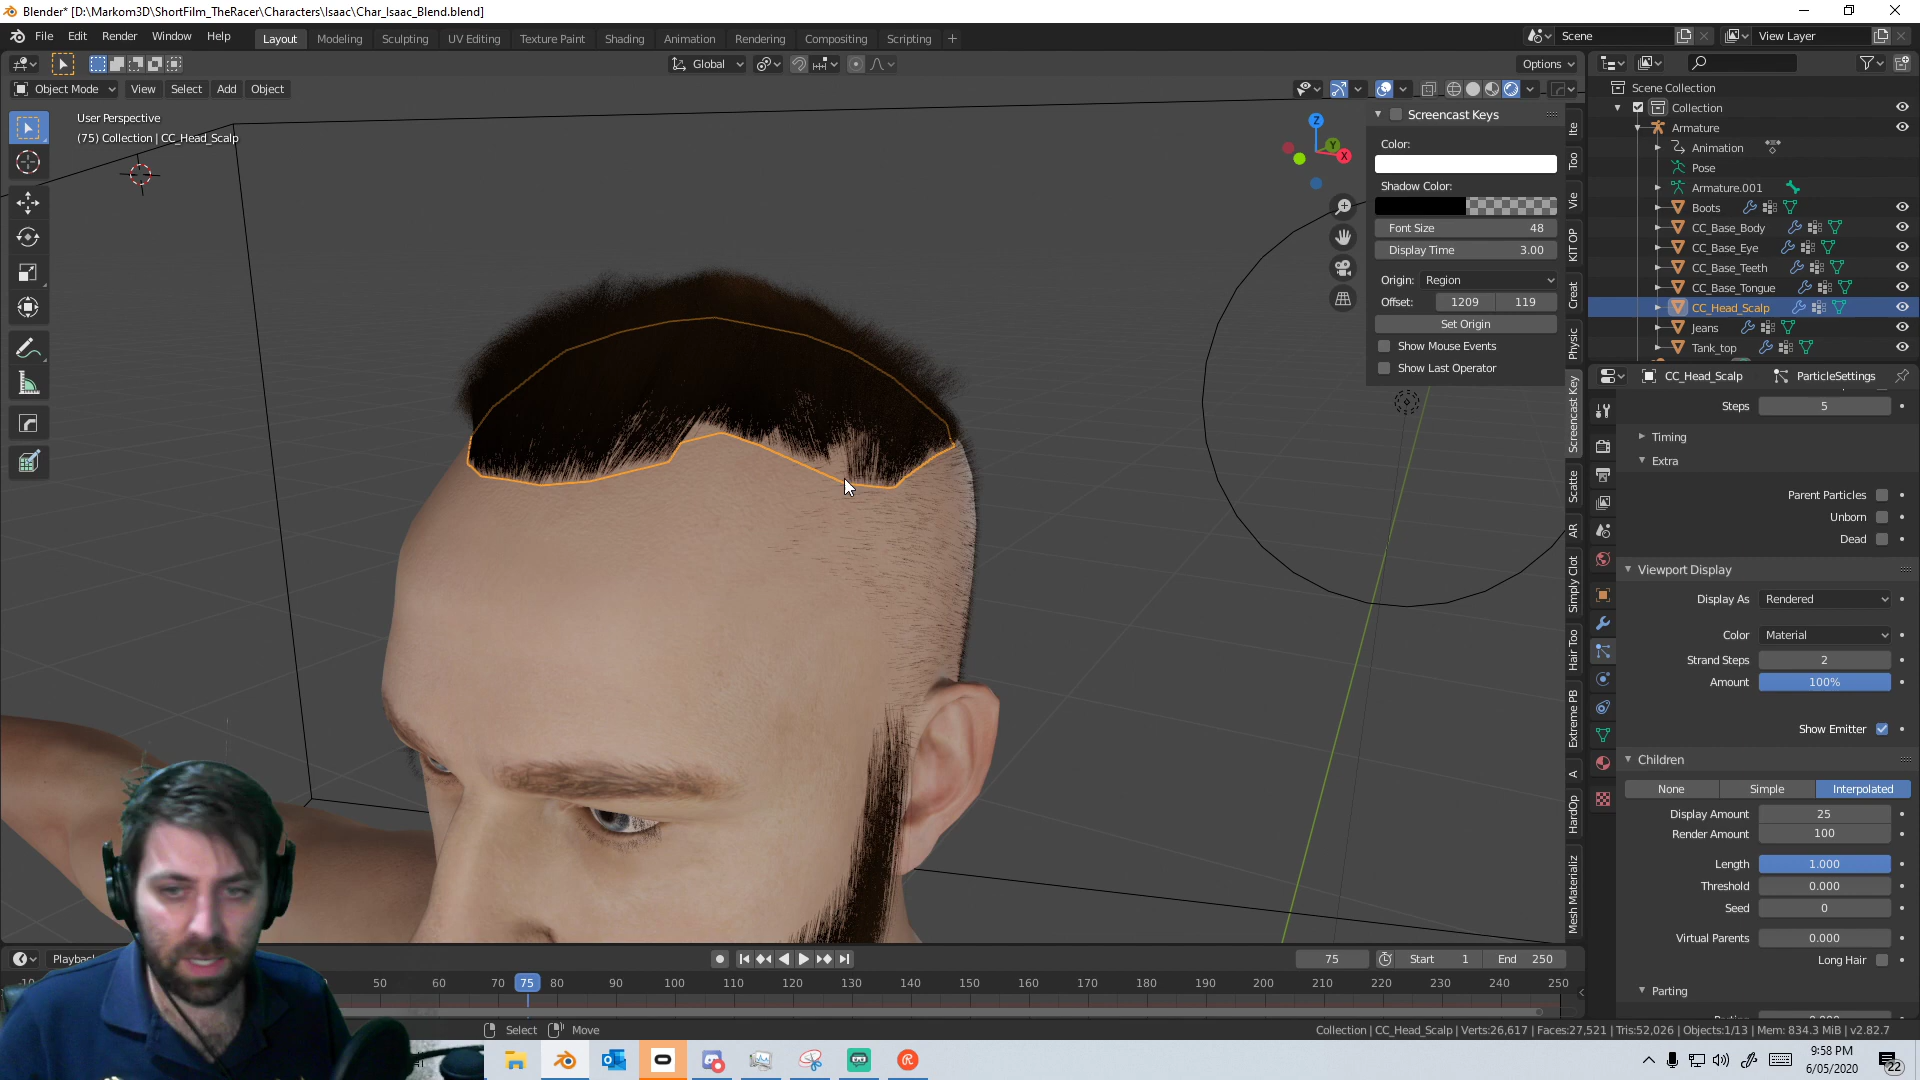 Blender* [D:\Markom3D\ShortFilm_TheRacer\Characters\Isaac\Char_Isaac_Blend.blend]
File Edit Render Window Help Layout Modeling Sculpting UV Editing Texture Paint Shading Animation Rendering Compositing Scripting + Scene View Layer
Global Options
Object Mode View Select Add Object
User Perspective
(75) Collection | CC_Head_Scalp
Z
Y
X
Screencast Keys
Color:
Shadow Color:
Font Size 48
Display Time 3.00
Origin: Region
Offset: 1209 119
Set Origin
Show Mouse Events
Show Last Operator
Ite
Too
Vie
KIT OP
Creat
Physic
Screencast Key
Scatte
AR
Simply Clot
Hair Too
Extreme PB
A
HardOp
Mesh Materializ
Scene Collection
Collection
Armature
Animation
Pose
Armature.001
Boots
CC_Base_Body
CC_Base_Eye
CC_Base_Teeth
CC_Base_Tongue
CC_Head_Scalp
Jeans
Tank_top
CC_Head_Scalp ParticleSettings
Steps 5
Timing
Extra
Parent Particles
Unborn
Dead
Viewport Display
Display As Rendered
Color Material
Strand Steps 2
Amount 100%
Show Emitter
Children
None Simple Interpolated
Display Amount 25
Render Amount 100
Length 1.000
Threshold 0.000
Seed 0
Virtual Parents 0.000
Long Hair
Parting
Playback 75 Start 1 End 250
50 60 70 75 80 90 100 110 120 130 140 150 160 170 180 190 200 210 220 230 240 250
Select Move Collection | CC_Head_Scalp | Verts:26,617 | Faces:27,521 | Tris:52,026 | Objects:1/13 | Mem: 834.3 MiB | v2.82.7
9:58 PM
6/05/2020
22